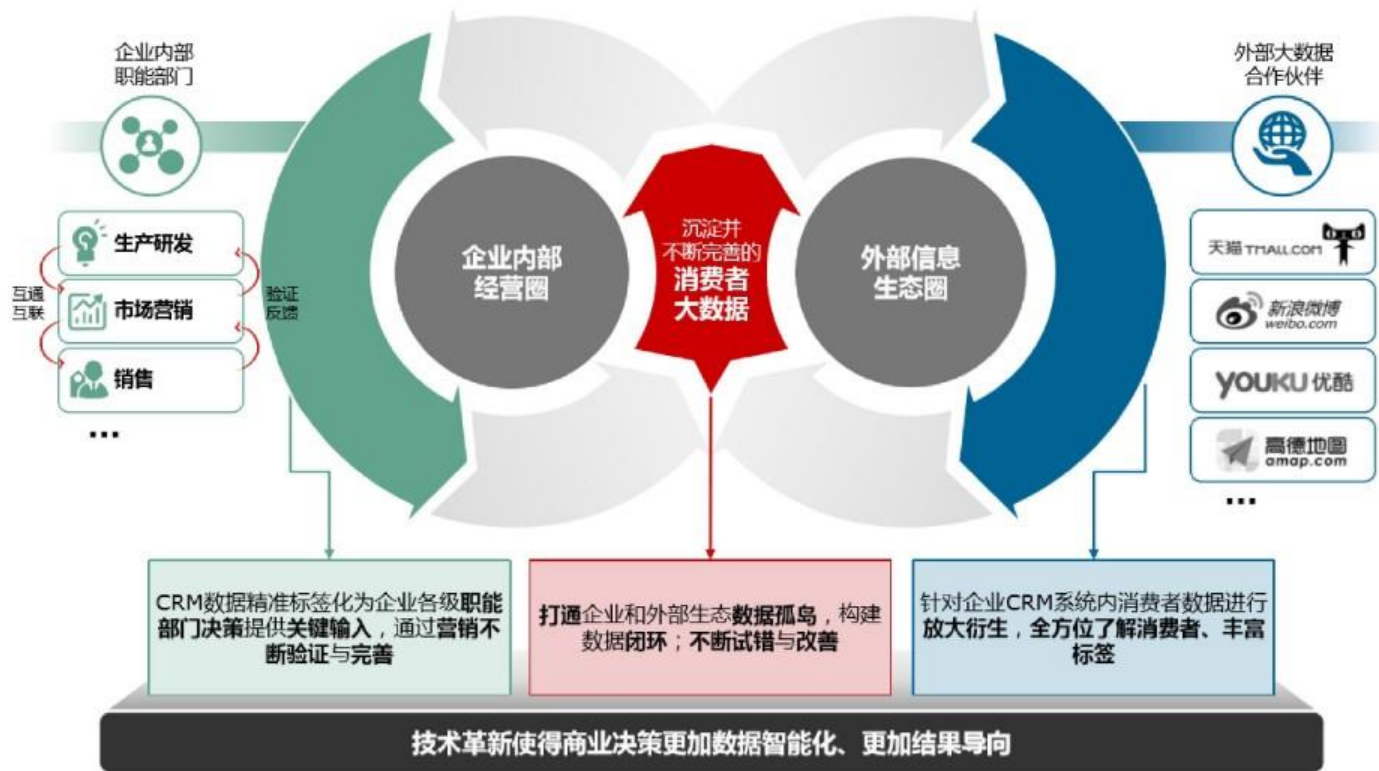 企业内部
职能部门
生产研发
市场营销
销售
...
互通
互联
验证
反馈
企业内部
经营圈
沉淀并
不断完善的
消费者
大数据
外部信息
生态圈
外部大数据
合作伙伴
天猫 TMALL.COM
新浪微博
weibo.com
YOUKU 优酷
高德地图
amap.com
...
CRM数据精准标签化为企业各级职能
部门决策提供关键输入，通过营销不
断验证与完善
打通企业和外部生态数据孤岛，构建
数据闭环；不断试错与改善
针对企业CRM系统内消费者数据进行
放大衍生，全方位了解消费者、丰富
标签
技术革新使得商业决策更加数据智能化、更加结果导向